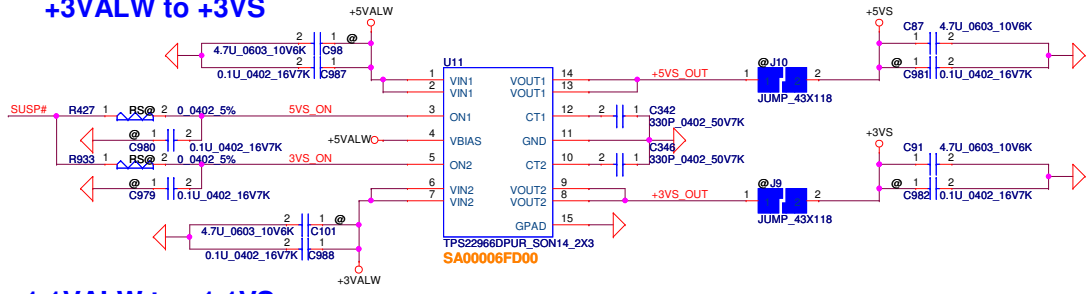 +3VALW to +3VS
+5VALW
+5VS
2 1 @
4.7U_0603_10V6K C98
2 1
0.1U_0402_16V7K C987
C87 4.7U_0603_10V6K
1 2
@ 1 2
C981 0.1U_0402_16V7K
U11
1 VIN1 VOUT1 14
2 VIN1 VOUT1 13
+5VS_OUT
@J10
1 2
JUMP_43X118
SUSP#
R427 1 RS@ 2 0_0402_5% 5VS_ON
3 ON1 CT1 12
2 1 C342
330P_0402_50V7K
@ 1 2
C980 0.1U_0402_16V7K
+5VALW
4 VBIAS GND 11
C346
R933 1 RS@ 2 0_0402_5% 3VS_ON
5 ON2 CT2 10
2 1 330P_0402_50V7K
+3VS
@ 1 2
C979 0.1U_0402_16V7K
6 VIN2 VOUT2 9
7 VIN2 VOUT2 8
+3VS_OUT
@J9
1 2
JUMP_43X118
C91 4.7U_0603_10V6K
1 2
@ 1 2
C982 0.1U_0402_16V7K
GPAD 15
2 1 @
4.7U_0603_10V6K C101
2 1
0.1U_0402_16V7K C988
TPS22966DPUR_SON14_2X3
SA00006FD00
+3VALW